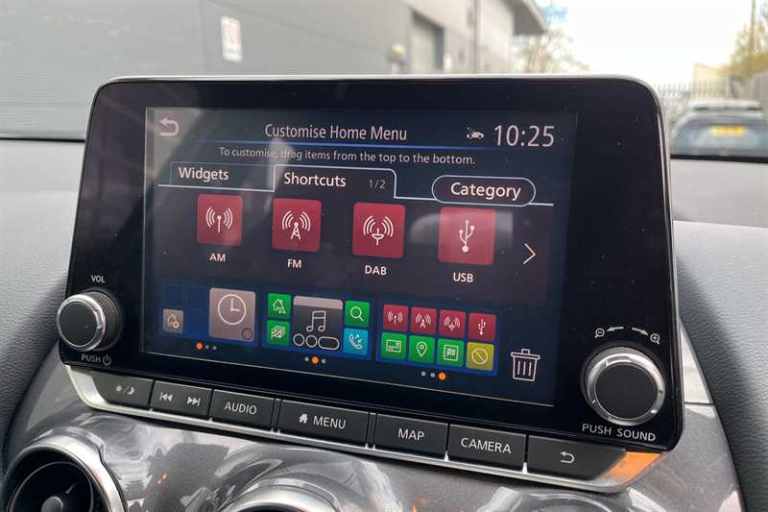 Customise Home Menu
10:25
To customise, drag items from the top to the bottom.
Widgets
Shortcuts 1/2
Category
AM
FM
DAB
USB
VOL
PUSH
AUDIO
MENU
MAP
CAMERA
PUSH SOUND